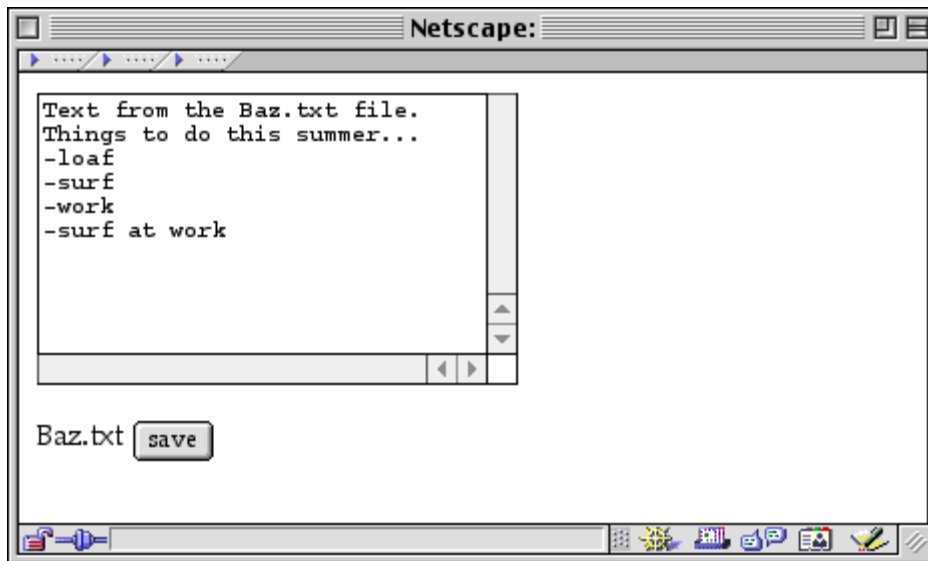 Netscape:
Text from the Baz.txt file.
Things to do this summer...
-loaf
-surf
-work
-surf at work
Baz.txt save